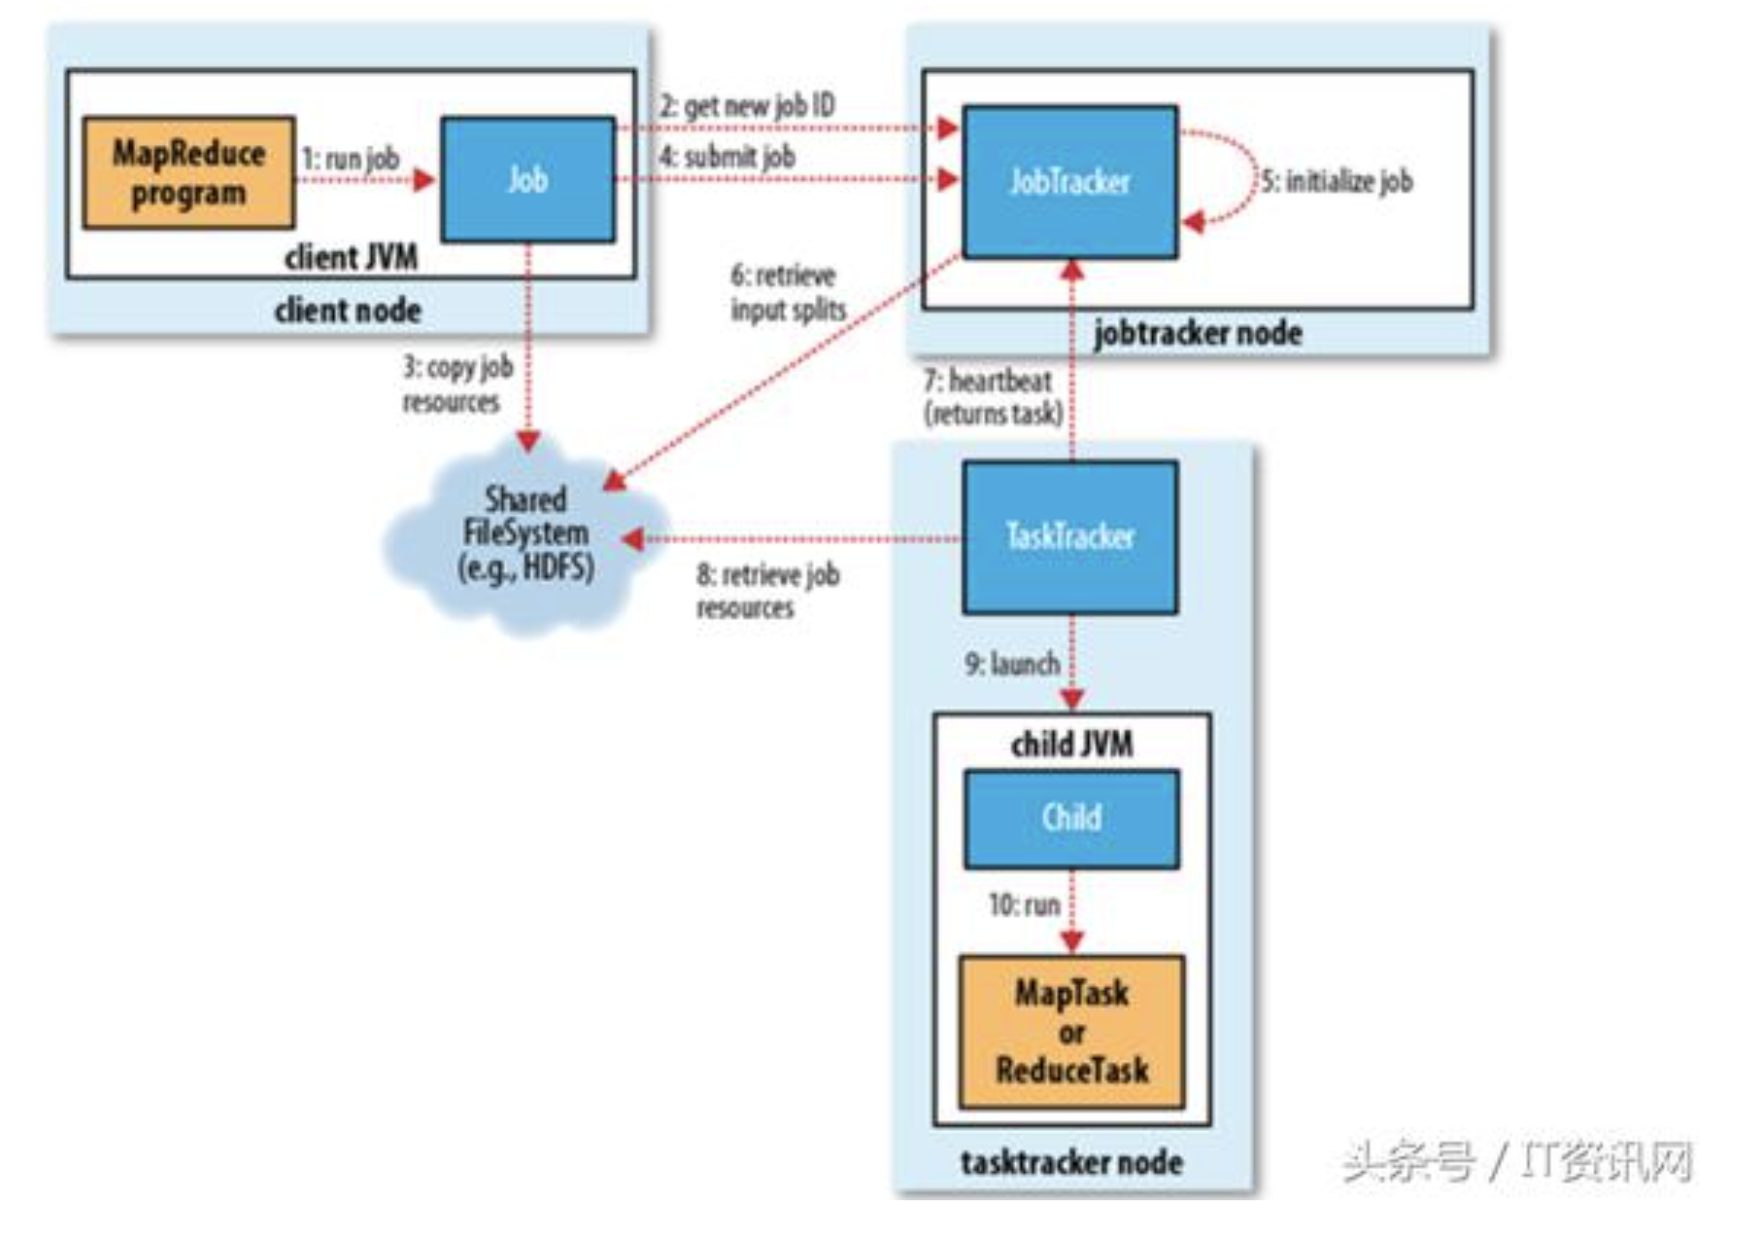 MapReduce
program
1: run job
Job
client JVM
client node
2: get new job ID
4: submit job
JobTracker
5: initialize job
jobtracker node
3: copy job
resources
6: retrieve
input splits
7: heartbeat
(returns task)
Shared
FileSystem
(e.g., HDFS)
8: retrieve job
resources
TaskTracker
9: launch
child JVM
Child
10: run
MapTask
or
ReduceTask
tasktracker node
头条号 / IT资讯网